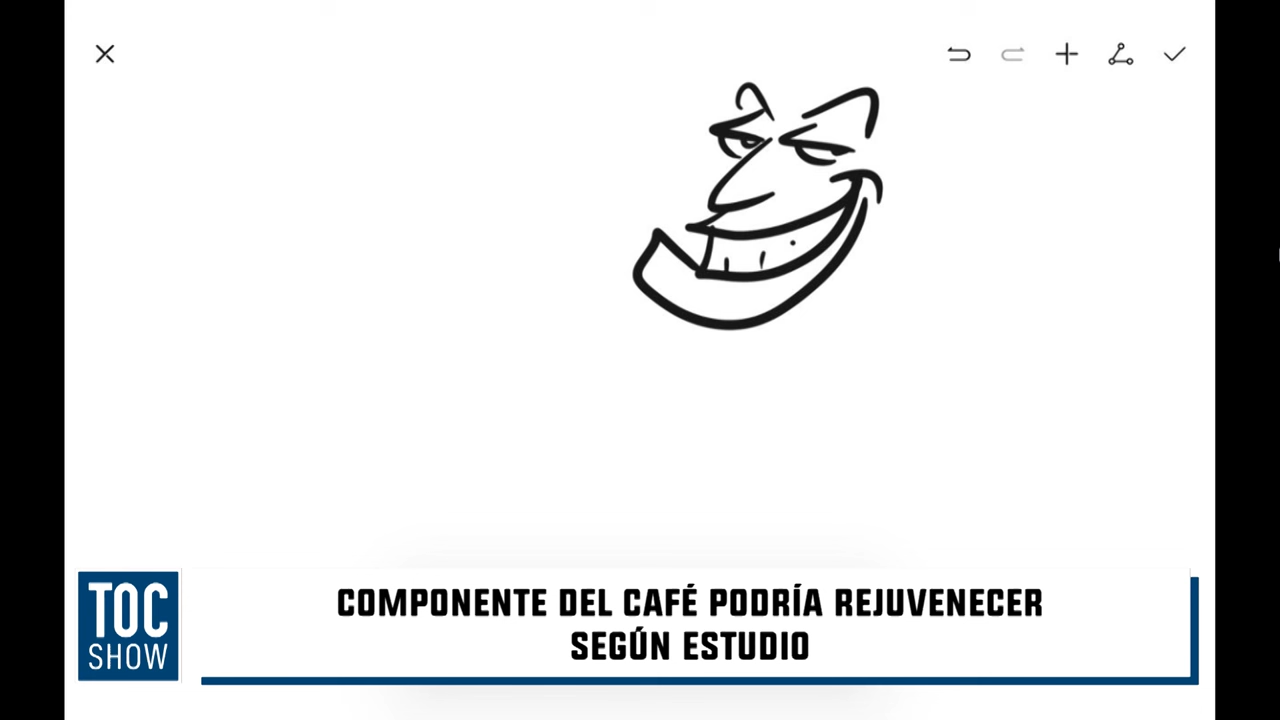 TOC
SHOW
COMPONENTE DEL CAFÉ PODRÍA REJUVENECER
SEGÚN ESTUDIO